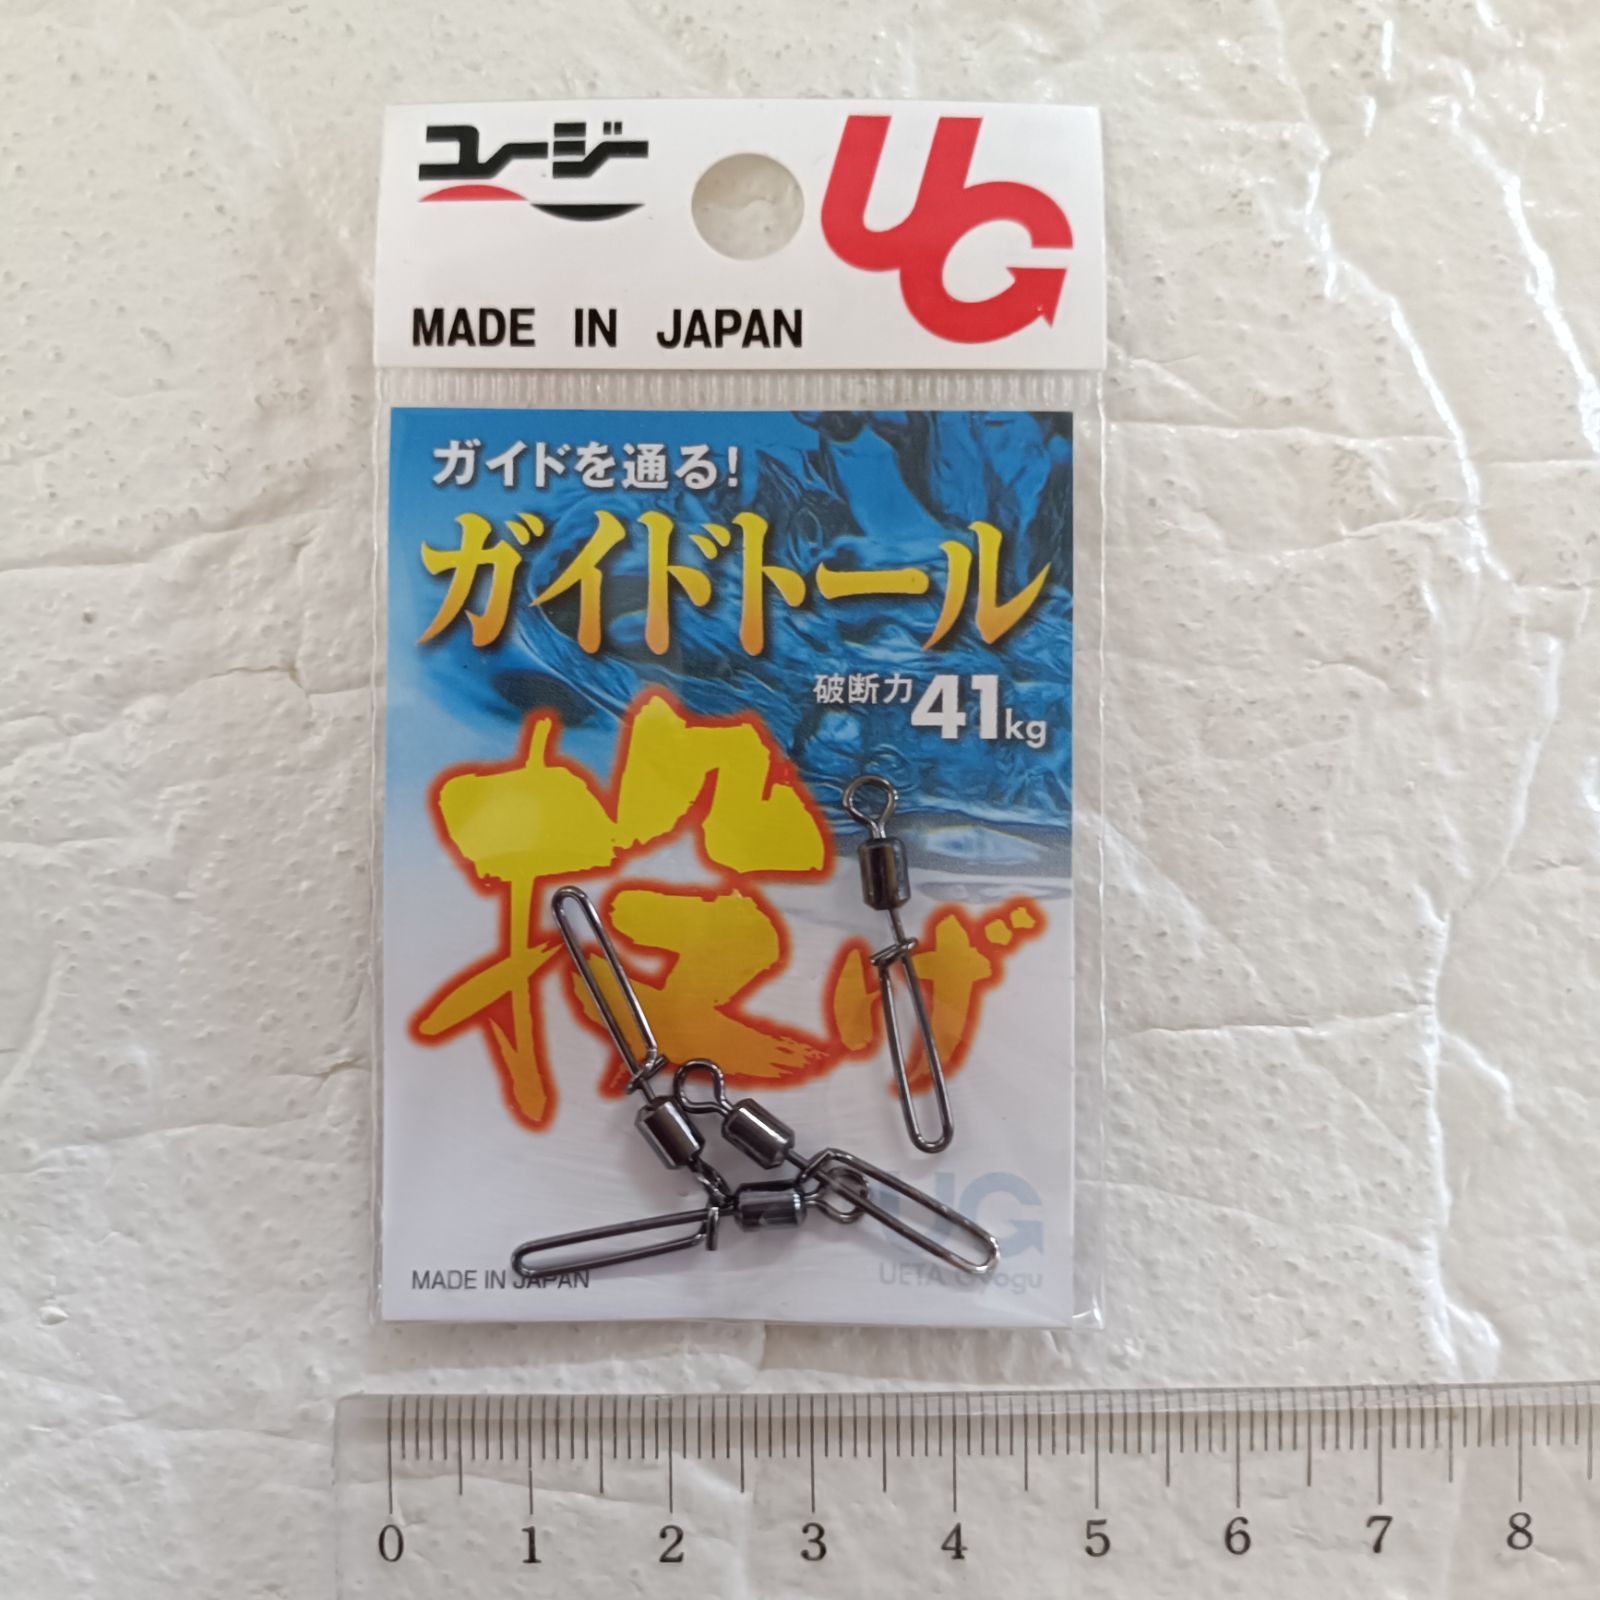 ユージー
UG
MADE IN JAPAN
ガイドを通る!
ガイドトール
破断力41kg
投げ
UG
MADE IN JAPAN
UETA
0 1 2 3 4 5 6 7 8